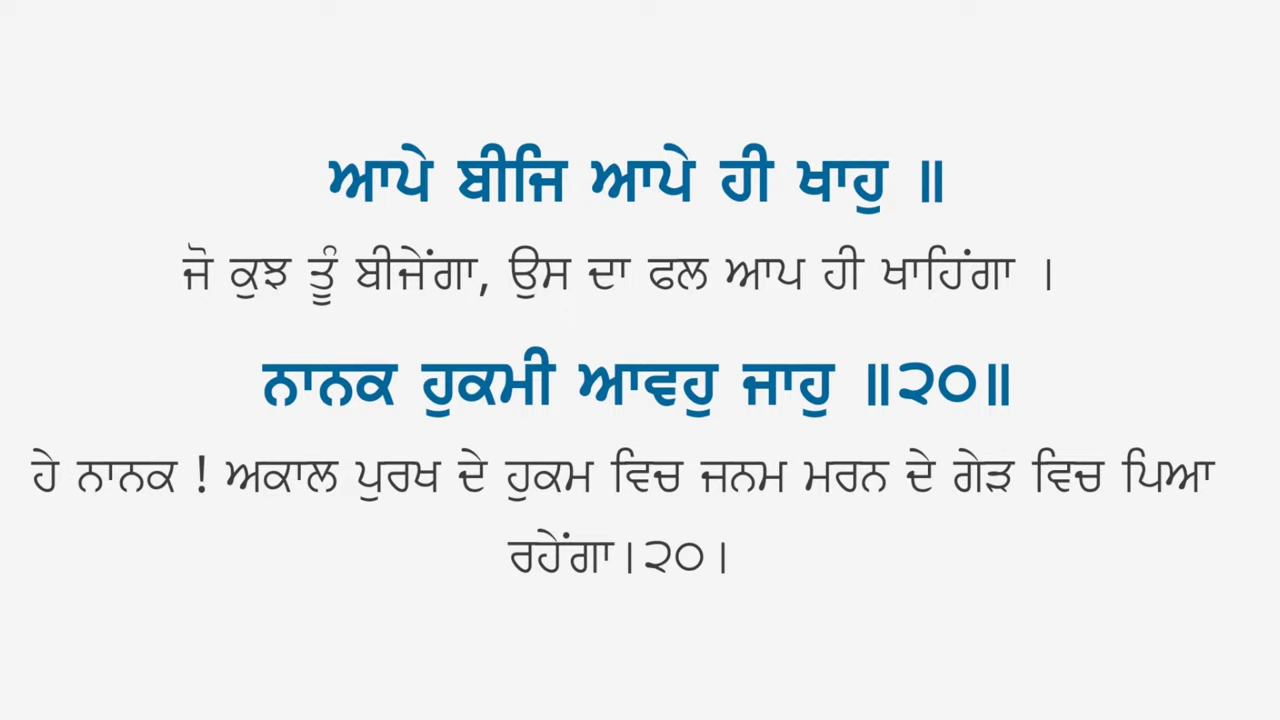 ਆਪੇ ਬੀਜਿ ਆਪੇ ਹੀ ਖਾਹੁ ॥
ਜੋ ਕੁਝ ਤੂੰ ਬੀਜੇਂਗਾ, ਉਸ ਦਾ ਫਲ ਆਪ ਹੀ ਖਾਹਿਂਗਾ ।
ਨਾਨਕ ਹੁਕਮੀ ਆਵਹੁ ਜਾਹੁ ॥੨੦॥
ਹੇ ਨਾਨਕ ! ਅਕਾਲ ਪੁਰਖ ਦੇ ਹੁਕਮ ਵਿਚ ਜਨਮ ਮਰਨ ਦੇ ਗੇੜ ਵਿਚ ਪਿਆ
ਰਹੇਂਗਾ।੨੦।